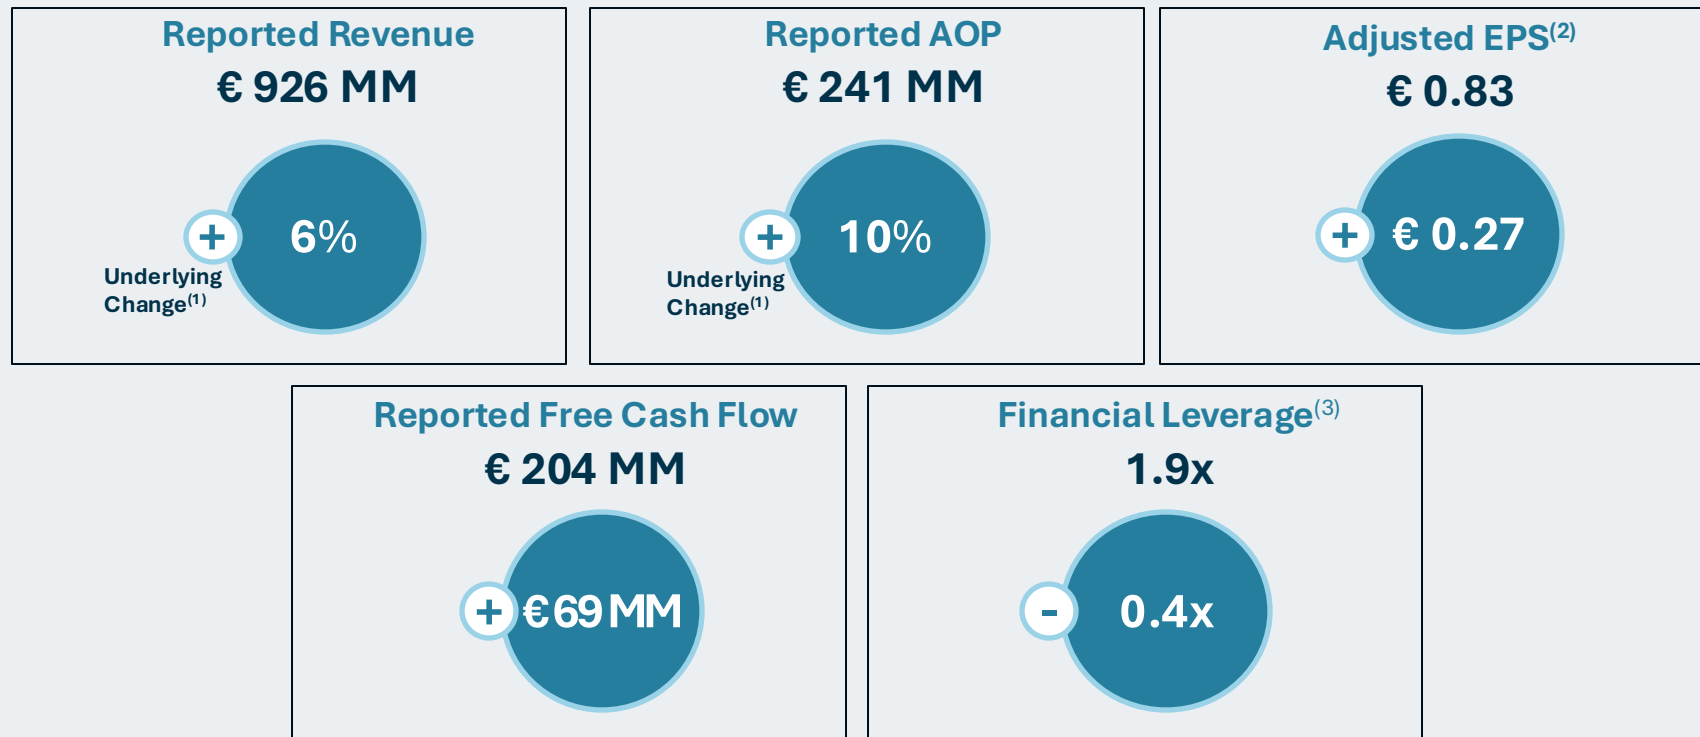 Reported Revenue
€ 926 MM
+
6%
Underlying
Change(1)
Reported AOP
€ 241 MM
+
10%
Underlying
Change(1)
Adjusted EPS(2)
€ 0.83
+
€ 0.27
Reported Free Cash Flow
€ 204 MM
+
€69 MM
Financial Leverage(3)
1.9x
-
0.4x